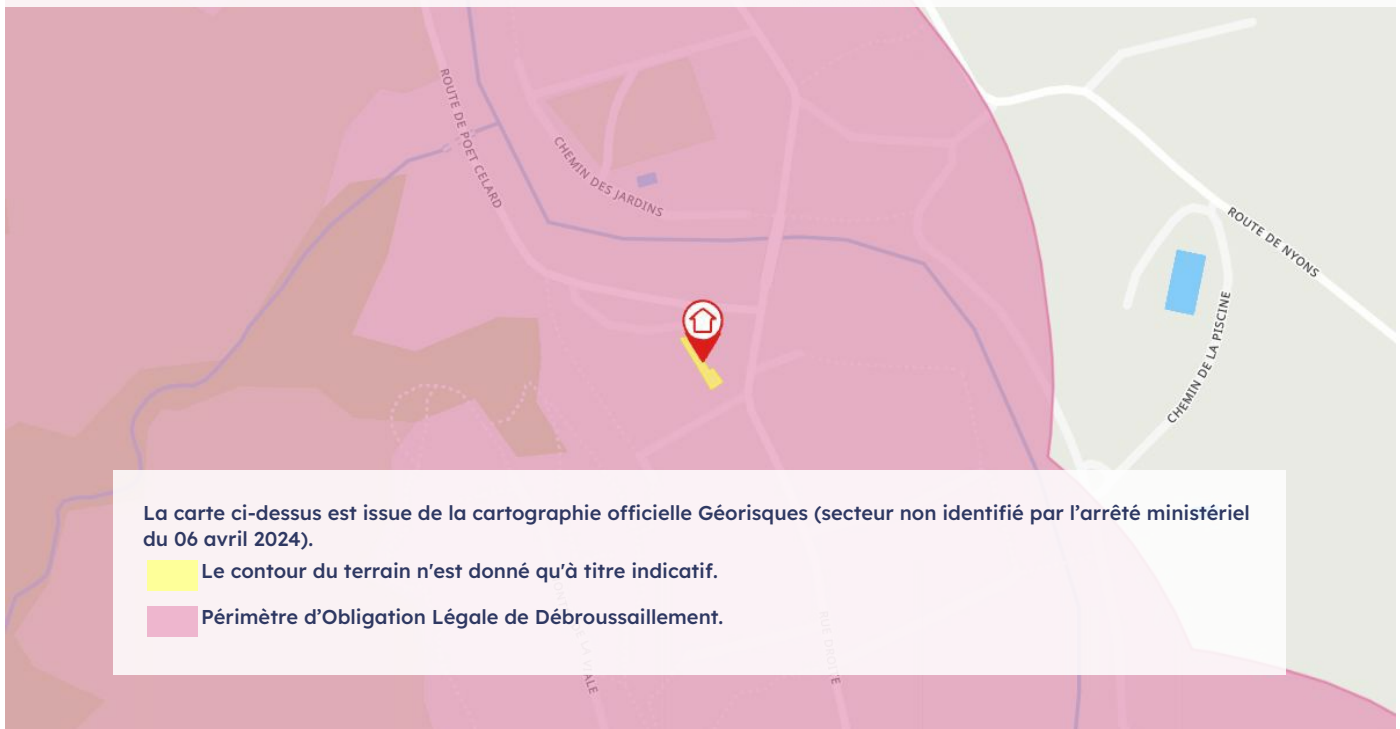 ROUTE DE POET CELARD
CHEMIN DES JARDINS
ROUTE DE NYONS
CHEMIN DE LA PISCINE
La carte ci-dessus est issue de la cartographie officielle Géorisques (secteur non identifié par l’arrêté ministériel
du 06 avril 2024).
Le contour du terrain n'est donné qu'à titre indicatif.
Périmètre d’Obligation Légale de Débroussaillement.
LA VIALE
RUE DROITE